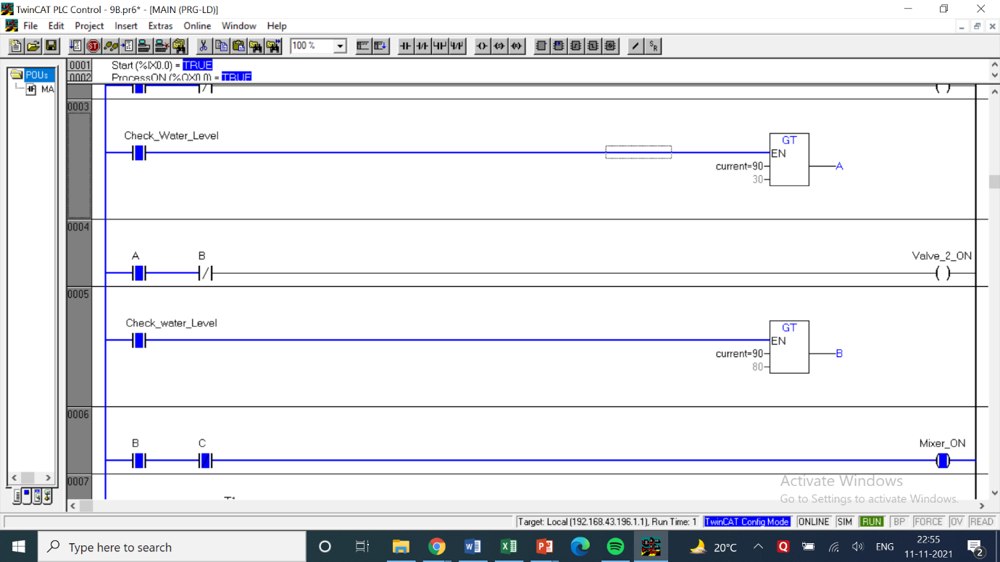 TwinCAT PLC Control - 9B.pr6* - [MAIN (PRG-LD)]
File Edit Project Insert Extras Online Window Help
100 %
0001 Start (%IX0.0) = TRUE
0002 ProcessON (%QX0.0) = TRUE
POUs
MA
0003
Check_Water_Level
GT
EN
current=90
A
30
0004
A B Valve_2_ON
0005
Check_water_Level
GT
EN
current=90
B
80
0006
B C Mixer_ON
0007
T1
Activate Windows
Go to Settings to activate Windows.
Target: Local (192.168.43.196.1.1), Run Time: 1 TwinCAT Config Mode ONLINE SIM RUN BP FORCE OV READ
Type here to search
20°C
ENG
22:55
11-11-2021
2